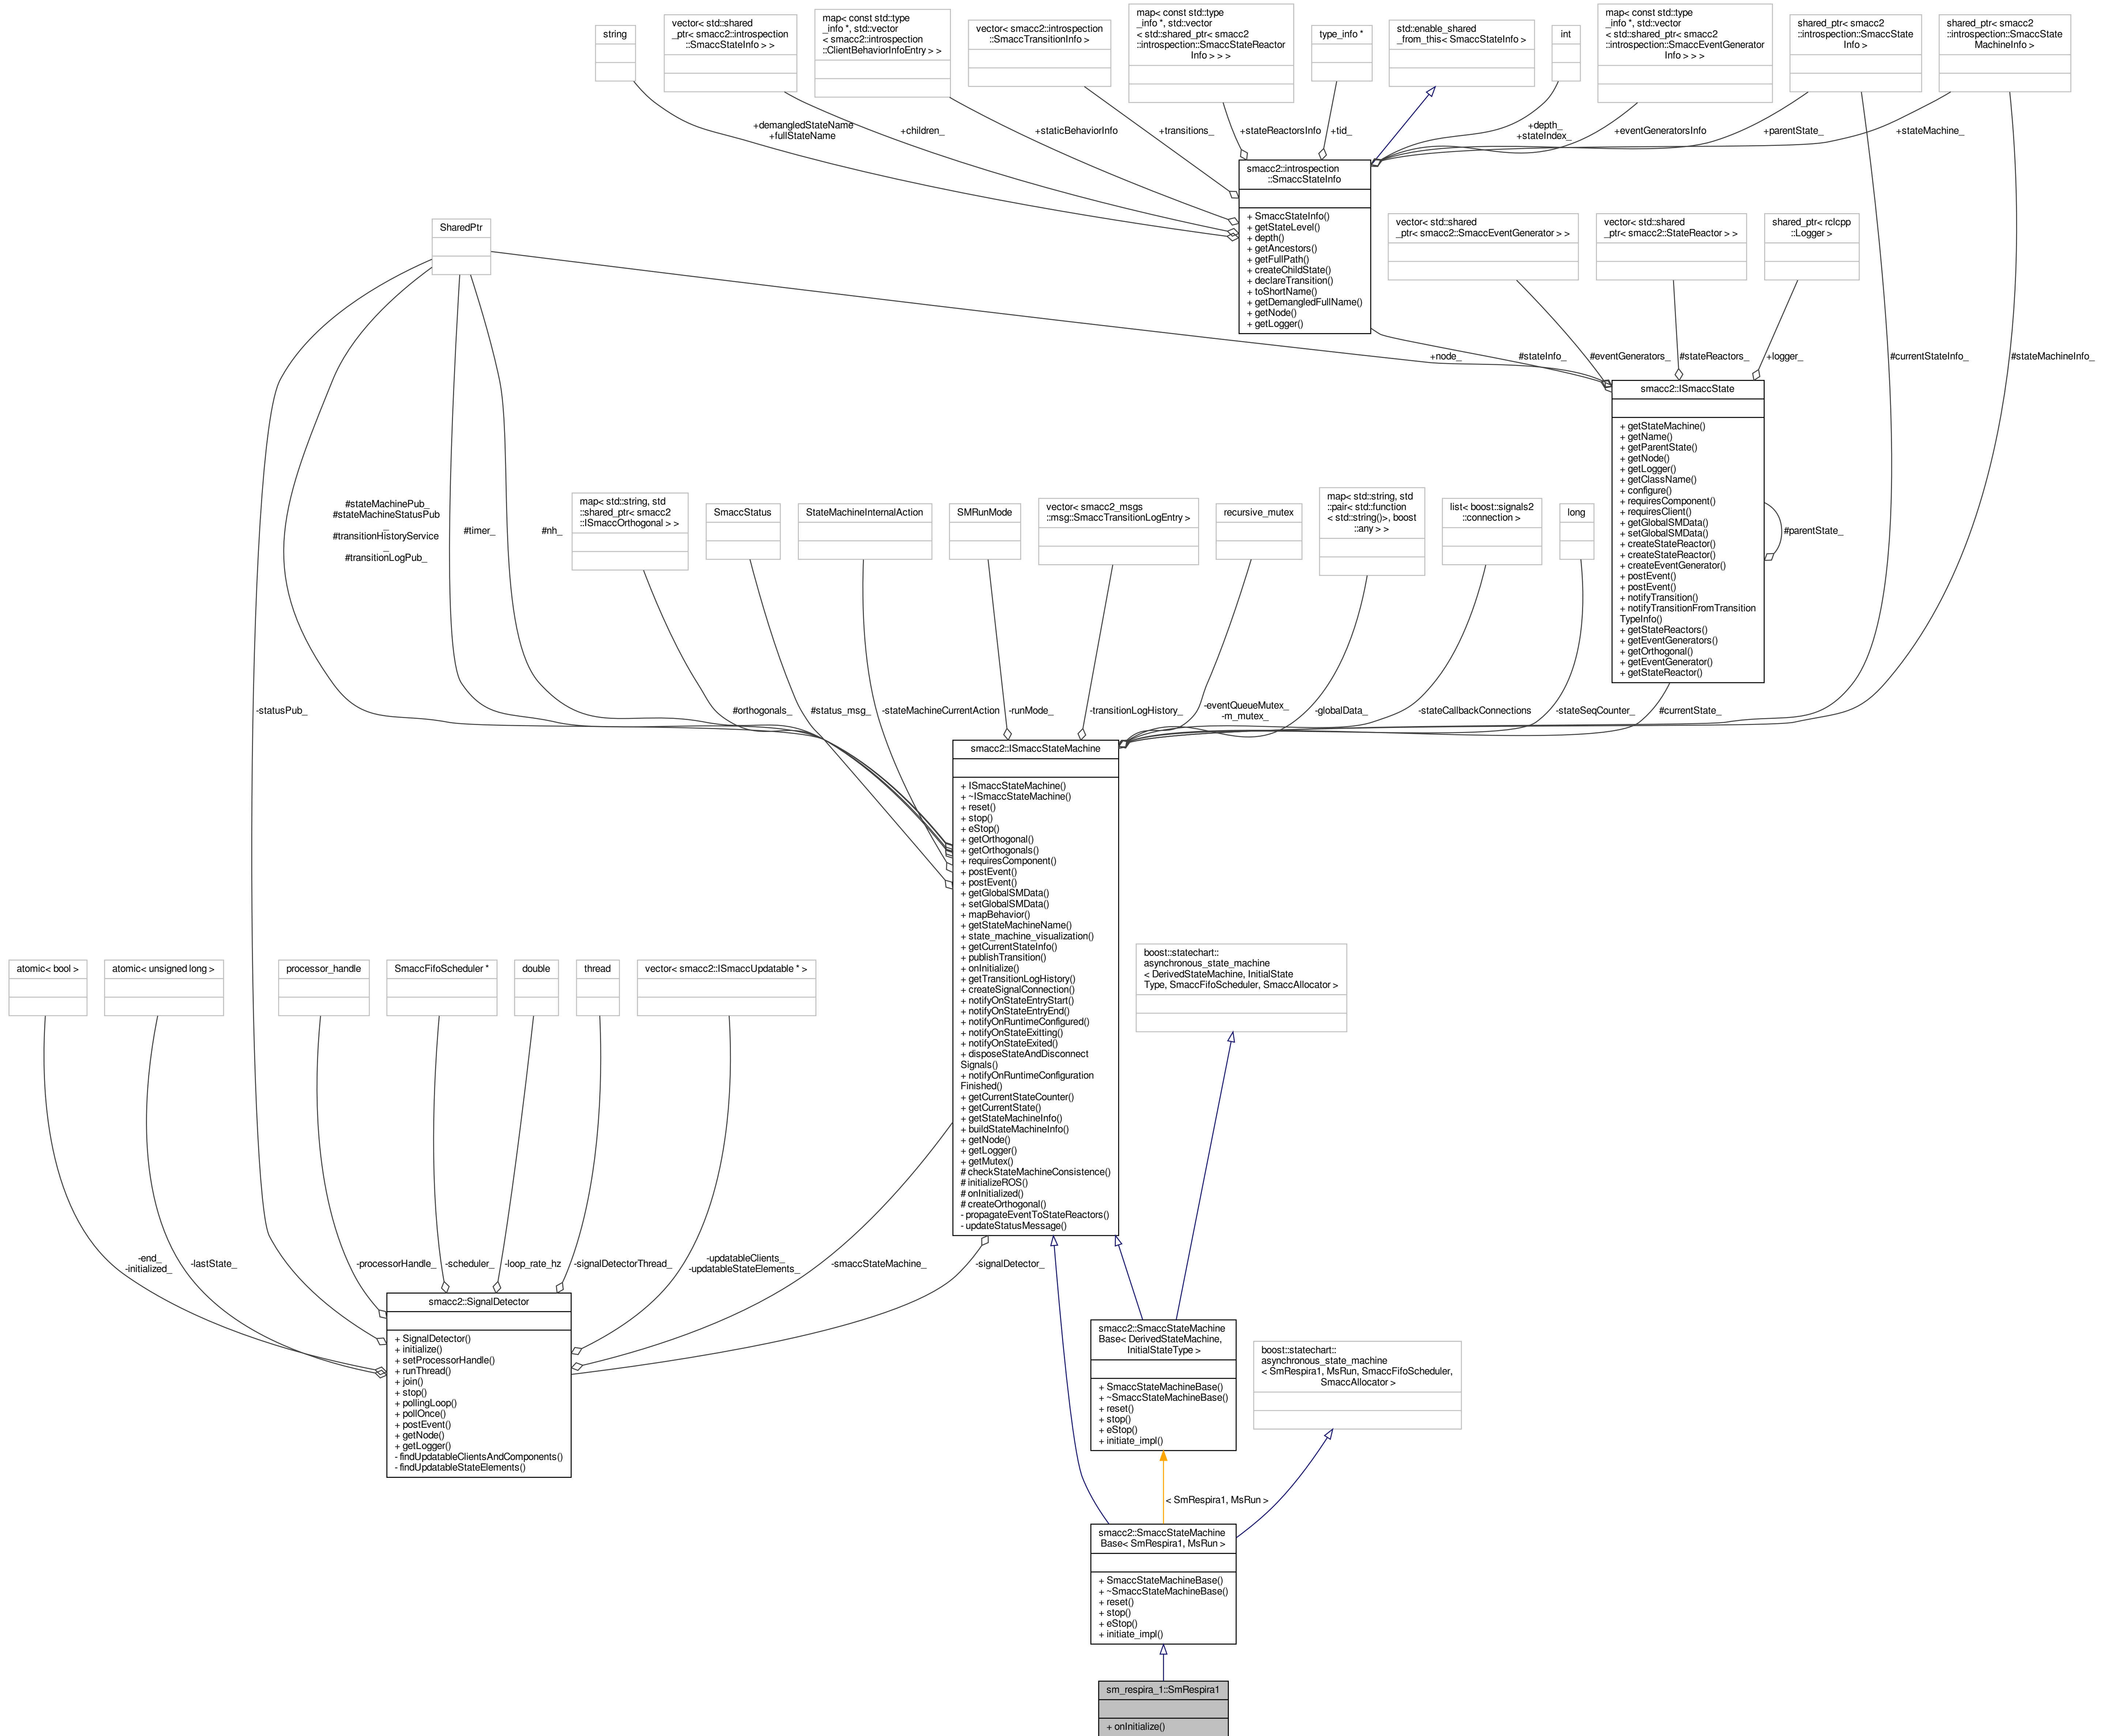 string
vector< std::shared
_ptr< smacc2::introspection
::SmaccStateInfo > >
map< const std::type
_info *, std::vector
< smacc2::introspection
::ClientBehaviorInfoEntry > >
vector< smacc2::introspection
::SmaccTransitionInfo >
map< const std::type
_info *, std::vector
< std::shared_ptr< smacc2
::introspection::SmaccStateReactor
Info > > >
type_info *
std::enable_shared
_from_this< SmaccStateInfo >
int
map< const std::type
_info *, std::vector
< std::shared_ptr< smacc2
::introspection::SmaccEventGenerator
Info > > >
shared_ptr< smacc2
::introspection::SmaccState
Info >
shared_ptr< smacc2
::introspection::SmaccState
MachineInfo >
+demangledStateName
+fullStateName
+children_
+staticBehaviorInfo
+transitions_
+stateReactorsInfo
+tid_
+depth_
+stateIndex_
+eventGeneratorsInfo
+parentState_
+stateMachine_
smacc2::introspection
::SmaccStateInfo
+ SmaccStateInfo()
+ getStateLevel()
+ depth()
+ getAncestors()
+ getFullPath()
+ createChildState()
+ declareTransition()
+ toShortName()
+ getDemangledFullName()
+ getNode()
+ getLogger()
SharedPtr
vector< std::shared
_ptr< smacc2::SmaccEventGenerator > >
vector< std::shared
_ptr< smacc2::StateReactor > >
shared_ptr< rclcpp
::Logger >
+node_
#stateInfo_
#eventGenerators_
#stateReactors_
+logger_
#currentStateInfo_
#stateMachineInfo_
smacc2::ISmaccState
+ getStateMachine()
+ getName()
+ getParentState()
+ getNode()
+ getLogger()
+ getClassName()
+ configure()
+ requiresComponent()
+ requiresClient()
+ getGlobalSMData()
+ setGlobalSMData()
+ createStateReactor()
+ createStateReactor()
+ createEventGenerator()
+ postEvent()
+ postEvent()
+ notifyTransition()
+ notifyTransitionFromTransition
TypeInfo()
+ getStateReactors()
+ getEventGenerators()
+ getOrthogonal()
+ getEventGenerator()
+ getStateReactor()
#parentState_
#stateMachinePub_
#stateMachineStatusPub
_
#transitionHistoryService
_
#transitionLogPub_
#timer_
#nh_
map< std::string, std
::shared_ptr< smacc2
::ISmaccOrthogonal > >
SmaccStatus
StateMachineInternalAction
SMRunMode
vector< smacc2_msgs
::msg::SmaccTransitionLogEntry >
recursive_mutex
map< std::string, std
::pair< std::function
< std::string()>, boost
::any > >
list< boost::signals2
::connection >
long
-statusPub_
#orthogonals_
#status_msg_
-stateMachineCurrentAction
-runMode_
-transitionLogHistory_
-eventQueueMutex_
-m_mutex_
-globalData_
-stateCallbackConnections
-stateSeqCounter_
#currentState_
smacc2::ISmaccStateMachine
+ ISmaccStateMachine()
+ ~ISmaccStateMachine()
+ reset()
+ stop()
+ eStop()
+ getOrthogonal()
+ getOrthogonals()
+ requiresComponent()
+ postEvent()
+ postEvent()
+ getGlobalSMData()
+ setGlobalSMData()
+ mapBehavior()
+ getStateMachineName()
+ state_machine_visualization()
+ getCurrentStateInfo()
+ publishTransition()
+ onInitialize()
+ getTransitionLogHistory()
+ createSignalConnection()
+ notifyOnStateEntryStart()
+ notifyOnStateEntryEnd()
+ notifyOnRuntimeConfigured()
+ notifyOnStateExitting()
+ notifyOnStateExited()
+ disposeStateAndDisconnect
Signals()
+ notifyOnRuntimeConfiguration
Finished()
+ getCurrentStateCounter()
+ getCurrentState()
+ getStateMachineInfo()
+ buildStateMachineInfo()
+ getNode()
+ getLogger()
+ getMutex()
# checkStateMachineConsistence()
# initializeROS()
# onInitialized()
# createOrthogonal()
- propagateEventToStateReactors()
- updateStatusMessage()
atomic< bool >
atomic< unsigned long >
processor_handle
SmaccFifoScheduler *
double
thread
vector< smacc2::ISmaccUpdatable * >
boost::statechart::
asynchronous_state_machine
< DerivedStateMachine, InitialState
Type, SmaccFifoScheduler, SmaccAllocator >
-end_
-initialized_
-lastState_
-processorHandle_
-scheduler_
-loop_rate_hz
-signalDetectorThread_
-updatableClients_
-updatableStateElements_
-smaccStateMachine_
-signalDetector_
smacc2::SignalDetector
+ SignalDetector()
+ initialize()
+ setProcessorHandle()
+ runThread()
+ join()
+ stop()
+ pollingLoop()
+ pollOnce()
+ postEvent()
+ getNode()
+ getLogger()
- findUpdatableClientsAndComponents()
- findUpdatableStateElements()
smacc2::SmaccStateMachine
Base< DerivedStateMachine,
InitialStateType >
+ SmaccStateMachineBase()
+ ~SmaccStateMachineBase()
+ reset()
+ stop()
+ eStop()
+ initiate_impl()
boost::statechart::
asynchronous_state_machine
< SmRespira1, MsRun, SmaccFifoScheduler,
SmaccAllocator >
< SmRespira1, MsRun >
smacc2::SmaccStateMachine
Base< SmRespira1, MsRun >
+ SmaccStateMachineBase()
+ ~SmaccStateMachineBase()
+ reset()
+ stop()
+ eStop()
+ initiate_impl()
sm_respira_1::SmRespira1
+ onInitialize()